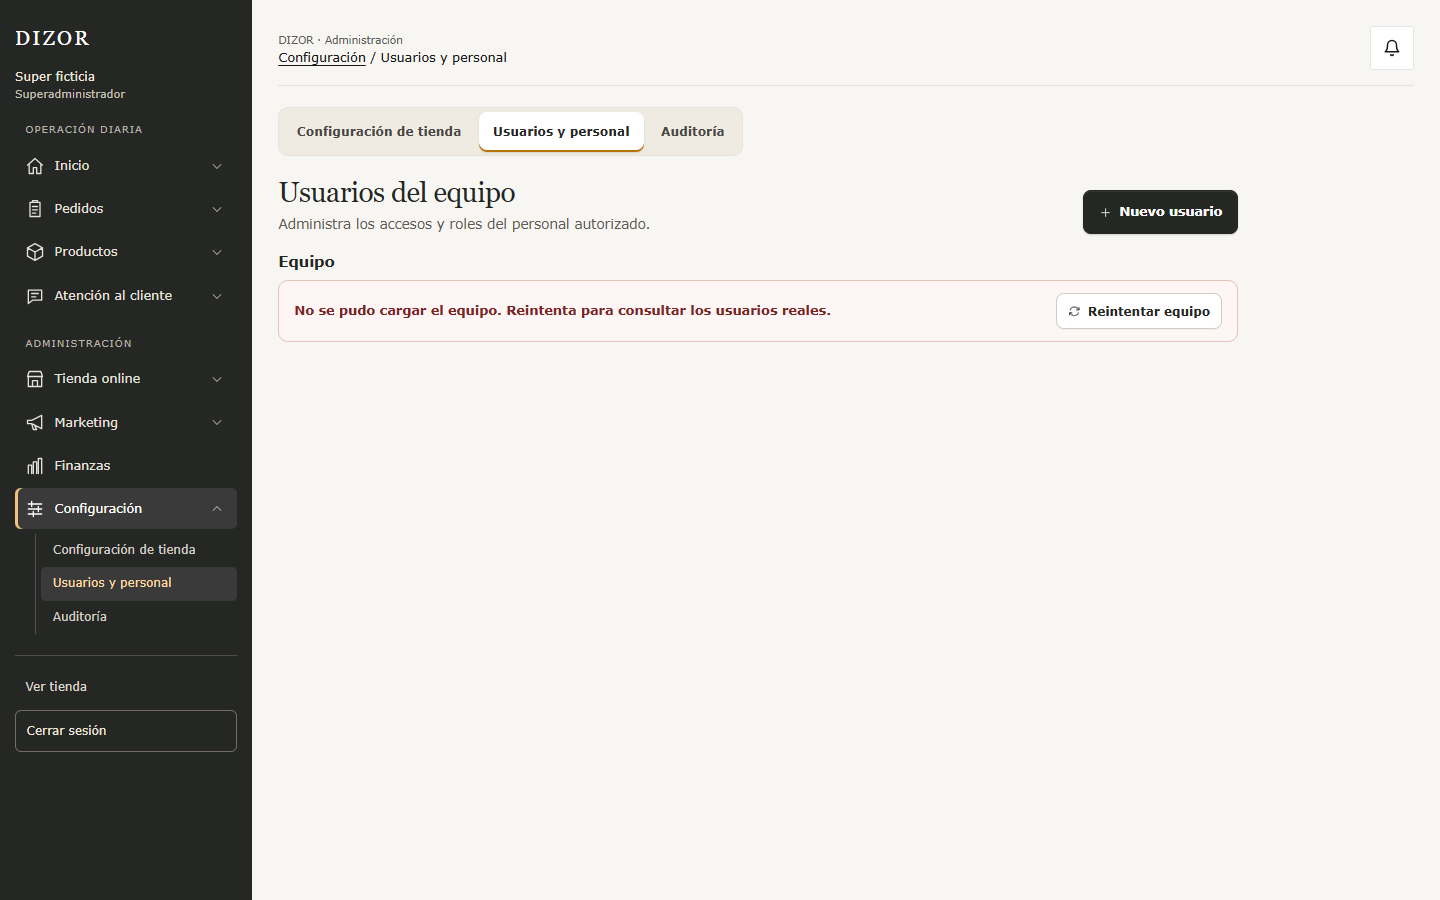 DIZOR
Super ficticia
Superadministrador
OPERACIÓN DIARIA
Inicio
Pedidos
Productos
Atención al cliente
ADMINISTRACIÓN
Tienda online
Marketing
Finanzas
Configuración
Configuración de tienda
Usuarios y personal
Auditoría
Ver tienda
Cerrar sesión
DIZOR · Administración
Configuración / Usuarios y personal
Configuración de tienda
Usuarios y personal
Auditoría
Usuarios del equipo
Administra los accesos y roles del personal autorizado.
+ Nuevo usuario
Equipo
No se pudo cargar el equipo. Reintenta para consultar los usuarios reales.
Reintentar equipo